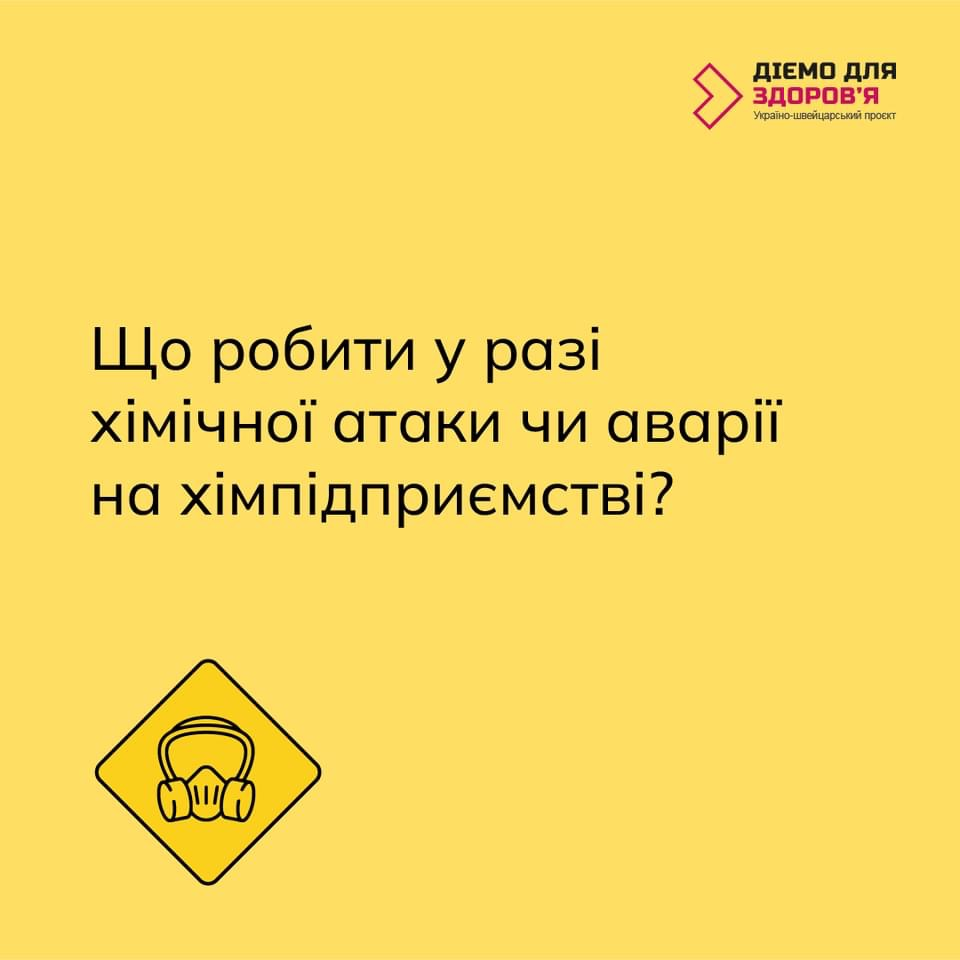 ДІЄМО ДЛЯ
ЗДОРОВ'Я
Україно-швейцарський проєкт
Що робити у разі
хімічної атаки чи аварії
на хімпідприємстві?